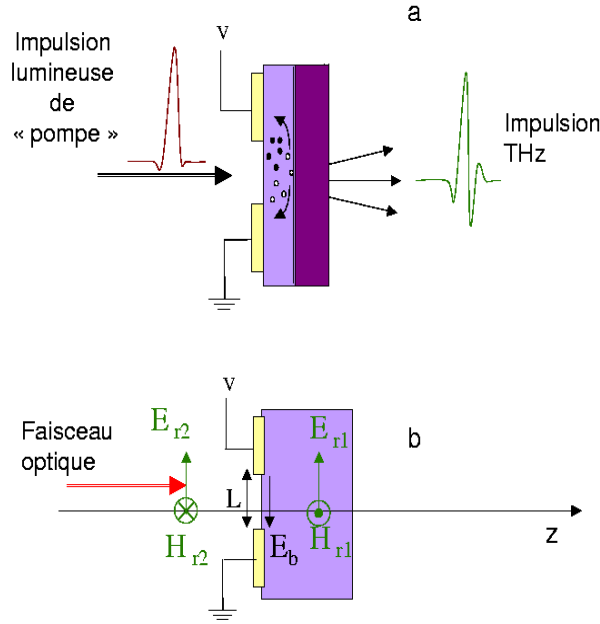 a
Impulsion
lumineuse
de
« pompe »
V
Impulsion
THz
b
V
Faisceau
optique
E r2
E r1
L
H r2
E b
H r1
z